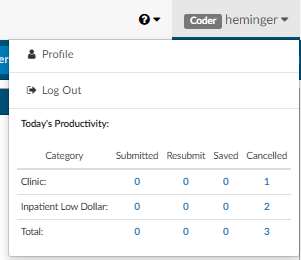 ? Coder heminger
er
Profile
Log Out
Today's Productivity:
Category Submitted Resubmit Saved Cancelled
Clinic: 0 0 0 1
Inpatient Low Dollar: 0 0 0 2
Total: 0 0 0 3